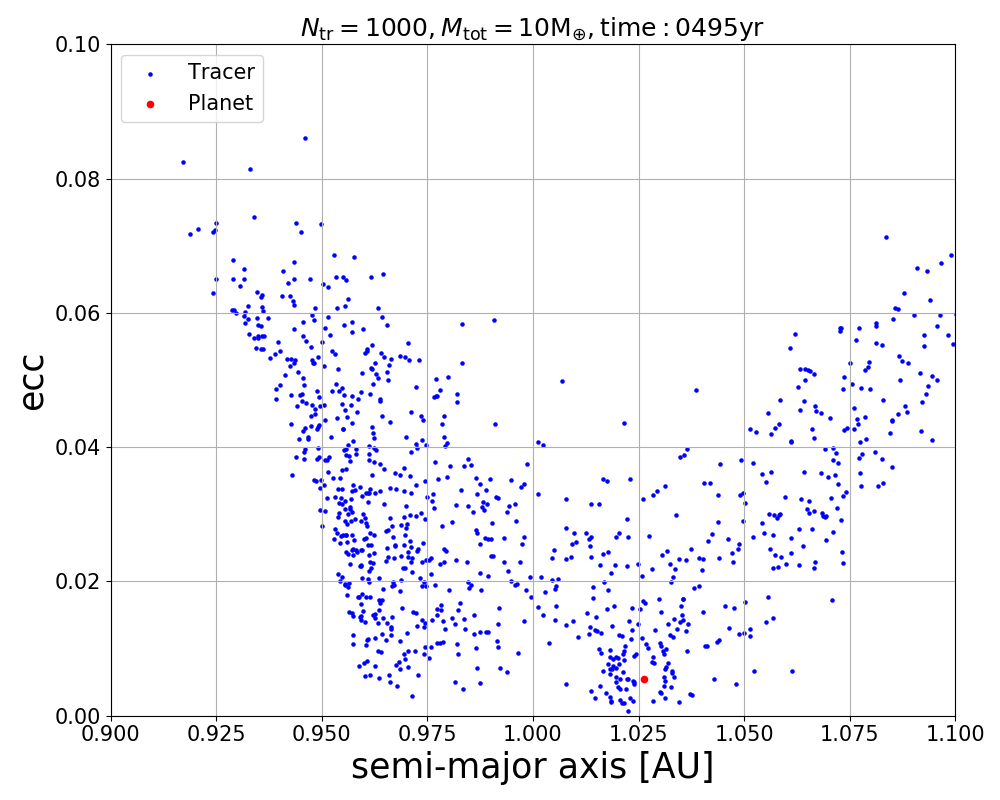 N_tr = 1000, M_tot = 10M_⊕, time : 0495yr
Tracer
Planet
0.10
0.08
0.06
0.04
0.02
0.00
ecc
0.900 0.925 0.950 0.975 1.000 1.025 1.050 1.075 1.100
semi-major axis [AU]